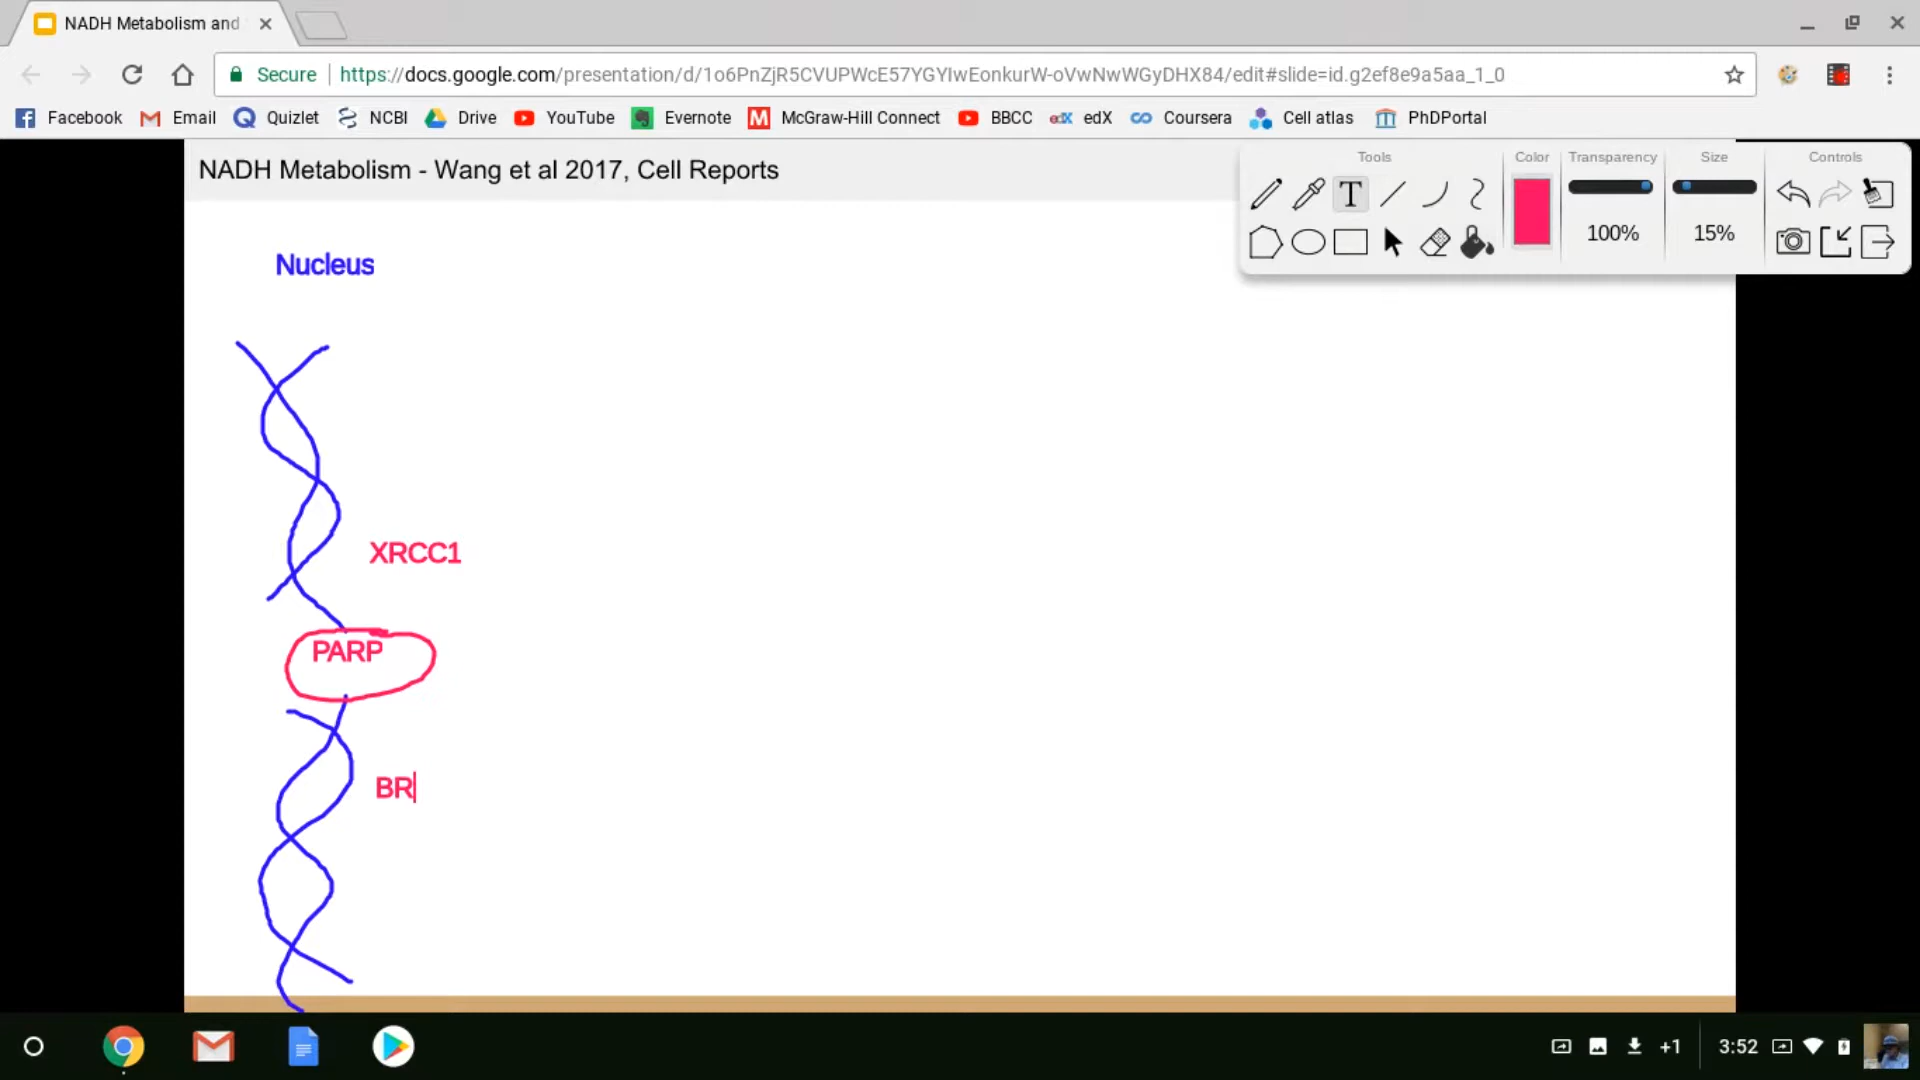 NADH Metabolism and
Secure https://docs.google.com/presentation/d/1o6PnZjR5CVUPWcE57YGYIwEonkurW-oVwNwWGyDHX84/edit#slide=id.g2ef8e9a5aa_1_0
Facebook Email Quizlet NCBI Drive YouTube Evernote McGraw-Hill Connect BBCC edX Coursera Cell atlas PhDPortal
NADH Metabolism - Wang et al 2017, Cell Reports
Tools Color Transparency Size Controls
T
100% 15%
Nucleus
XRCC1
PARP
BR
+1 3:52